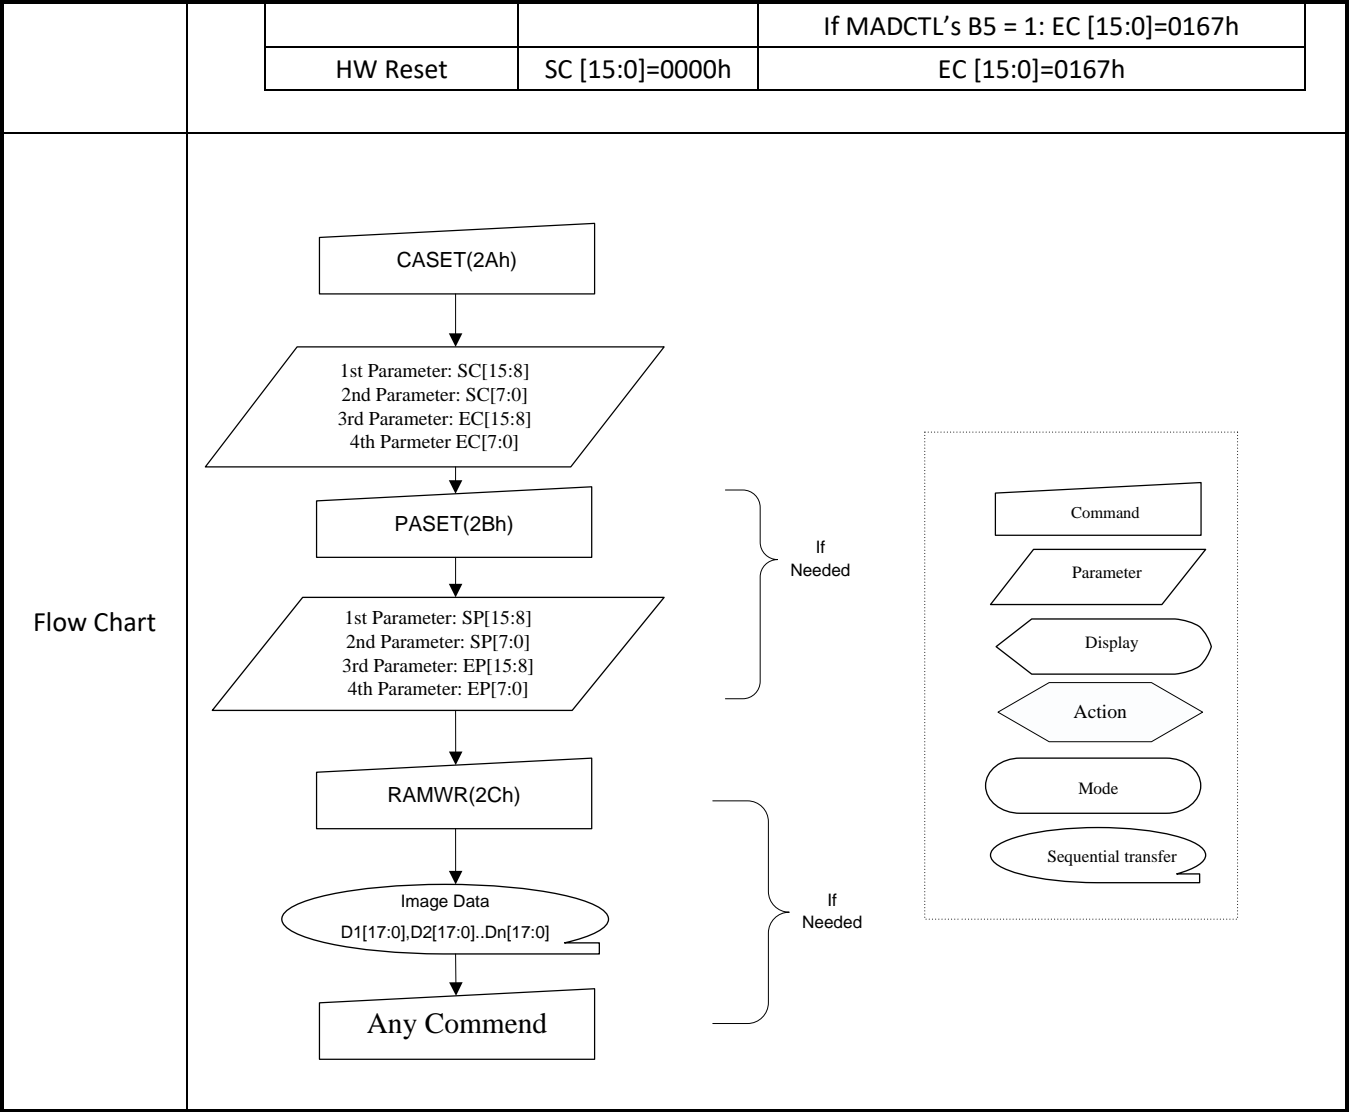 If MADCTL’s B5 = 1: EC [15:0]=0167h
HW Reset SC [15:0]=0000h EC [15:0]=0167h
Flow Chart
CASET(2Ah)
1st Parameter: SC[15:8]
2nd Parameter: SC[7:0]
3rd Parameter: EC[15:8]
4th Parmeter EC[7:0]
PASET(2Bh)
If
Needed
1st Parameter: SP[15:8]
2nd Parameter: SP[7:0]
3rd Parameter: EP[15:8]
4th Parameter: EP[7:0]
RAMWR(2Ch)
Image Data
D1[17:0],D2[17:0]..Dn[17:0]
If
Needed
Any Commend
Command
Parameter
Display
Action
Mode
Sequential transfer